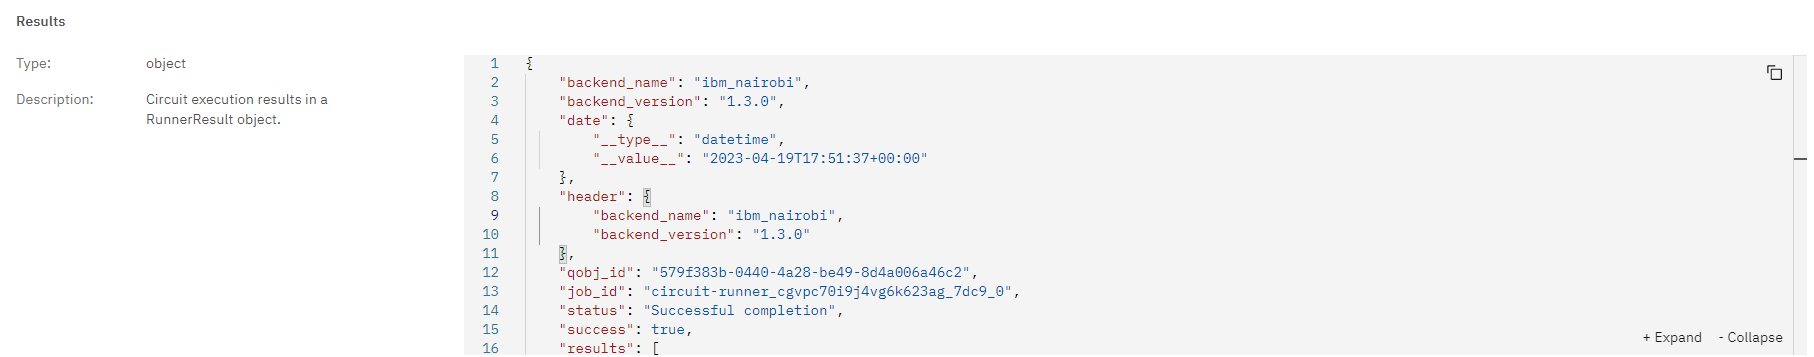 Results
Type: object
Description: Circuit execution results in a
RunnerResult object.
1 {
2 "backend_name": "ibm_nairobi",
3 "backend_version": "1.3.0",
4 "date": {
5 "__type__": "datetime",
6 "__value__": "2023-04-19T17:51:37+00:00"
7 },
8 "header": {
9 "backend_name": "ibm_nairobi",
10 "backend_version": "1.3.0"
11 },
12 "qobj_id": "579f383b-0440-4a28-be49-8d4a006a46c2",
13 "job_id": "circuit-runner_cgvpc70i9j4vg6k623ag_7dc9_0",
14 "status": "Successful completion",
15 "success": true,
16 "results": [
+ Expand - Collapse